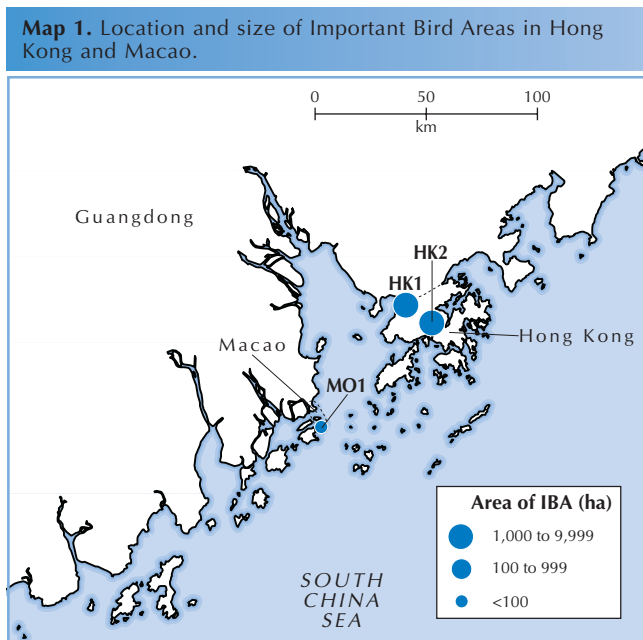 Map 1. Location and size of Important Bird Areas in Hong
Kong and Macao.
0 50 100
km
Guangdong
HK2
HK1
Hong Kong
Macao
MO1
Area of IBA (ha)
1,000 to 9,999
100 to 999
<100
SOUTH
CHINA
SEA